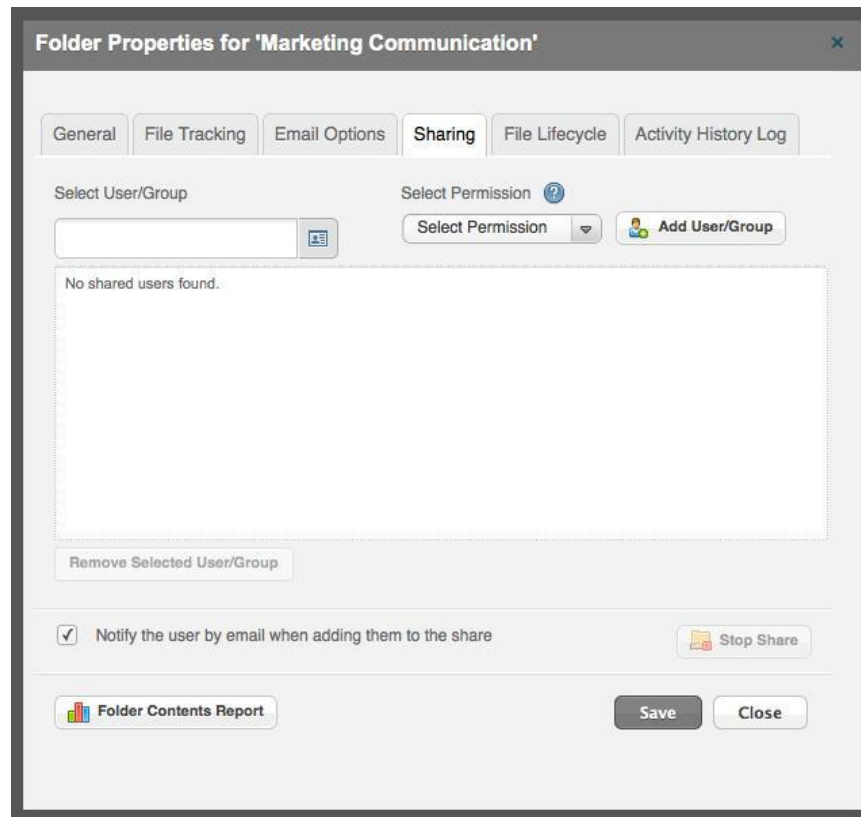 Folder Properties for 'Marketing Communication'
General File Tracking Email Options Sharing File Lifecycle Activity History Log
Select User/Group Select Permission ?
Select Permission Add User/Group
No shared users found.
Remove Selected User/Group
Notify the user by email when adding them to the share Stop Share
Folder Contents Report Save Close